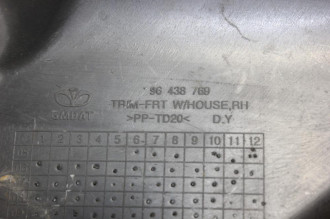 96 438 769
TRIM-FRT W/HOUSE,RH
>PP-TD20< D.Y
1 2 3 4 5 6 7 8 9 10 11 12